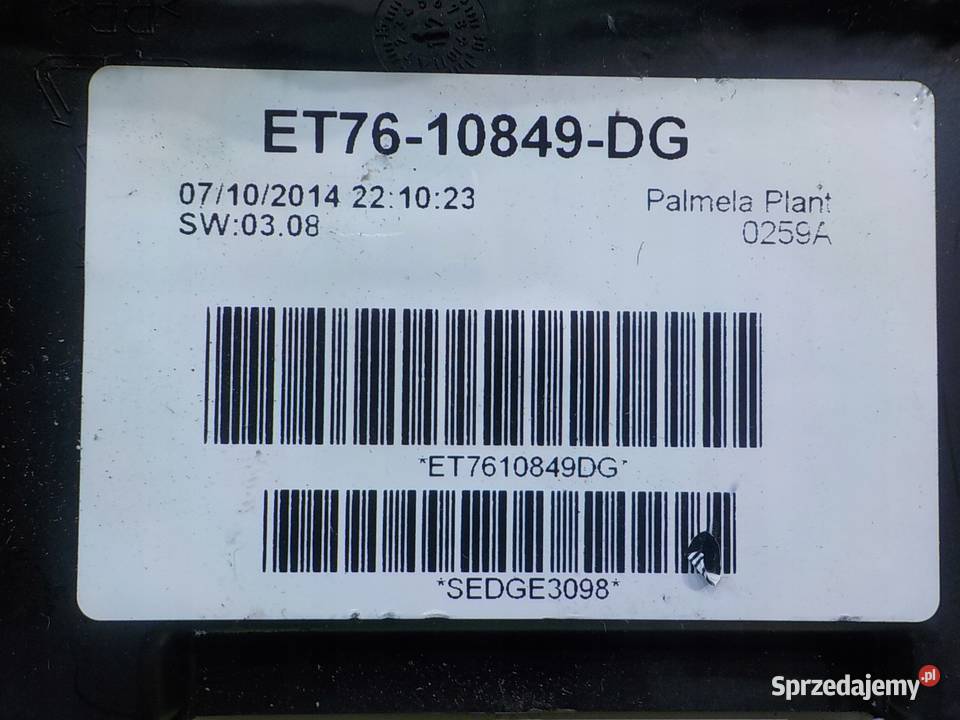 ET76-10849-DG
07/10/2014 22:10:23
SW:03.08
Palmela Plant
0259A
*ET7610849DG*
*SEDGE3098*
Sprzedajemy.pl